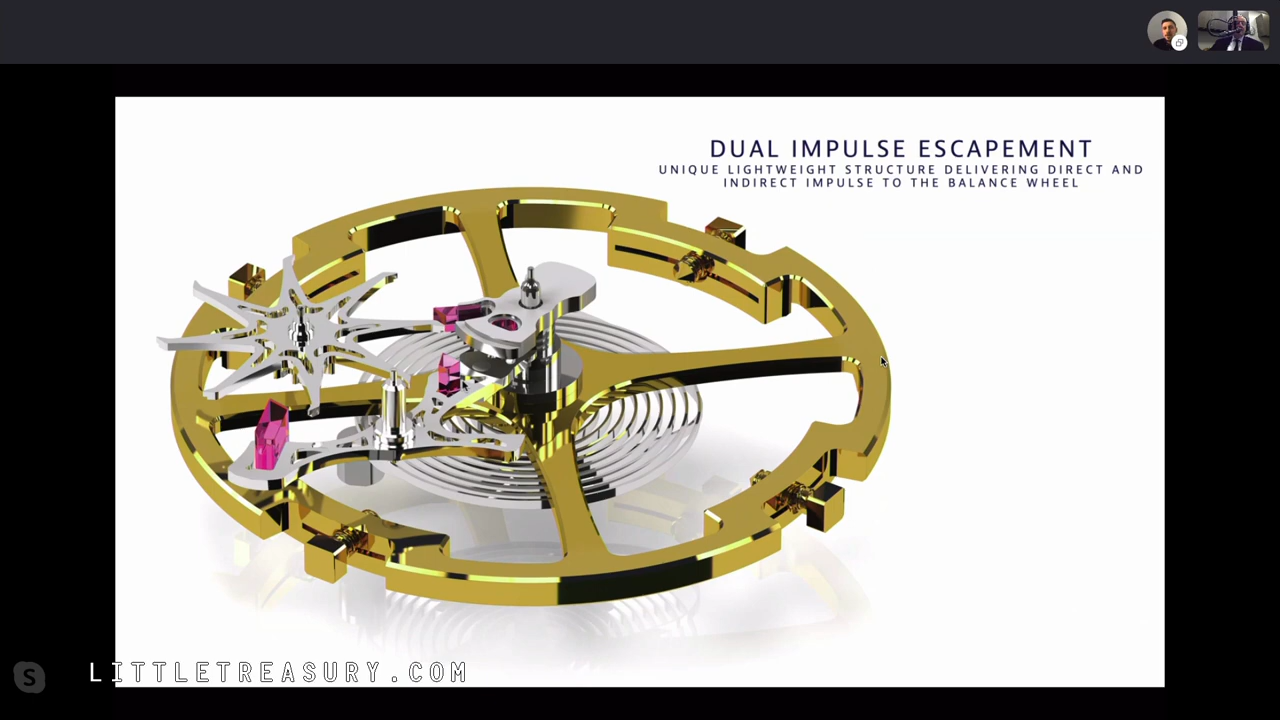 DUAL IMPULSE ESCAPEMENT
UNIQUE LIGHTWEIGHT STRUCTURE DELIVERING DIRECT AND
INDIRECT IMPULSE TO THE BALANCE WHEEL
S
LITTLETREASURY.COM